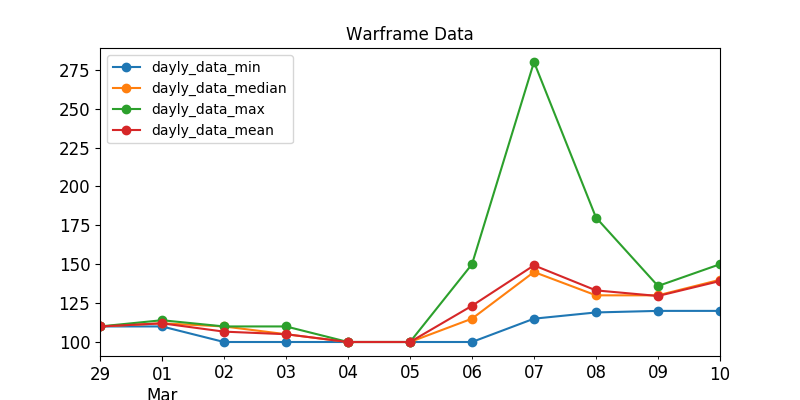 Warframe Data
dayly_data_min
dayly_data_median
dayly_data_max
dayly_data_mean
275
250
225
200
175
150
125
100
29 01 02 03 04 05 06 07 08 09 10
Mar